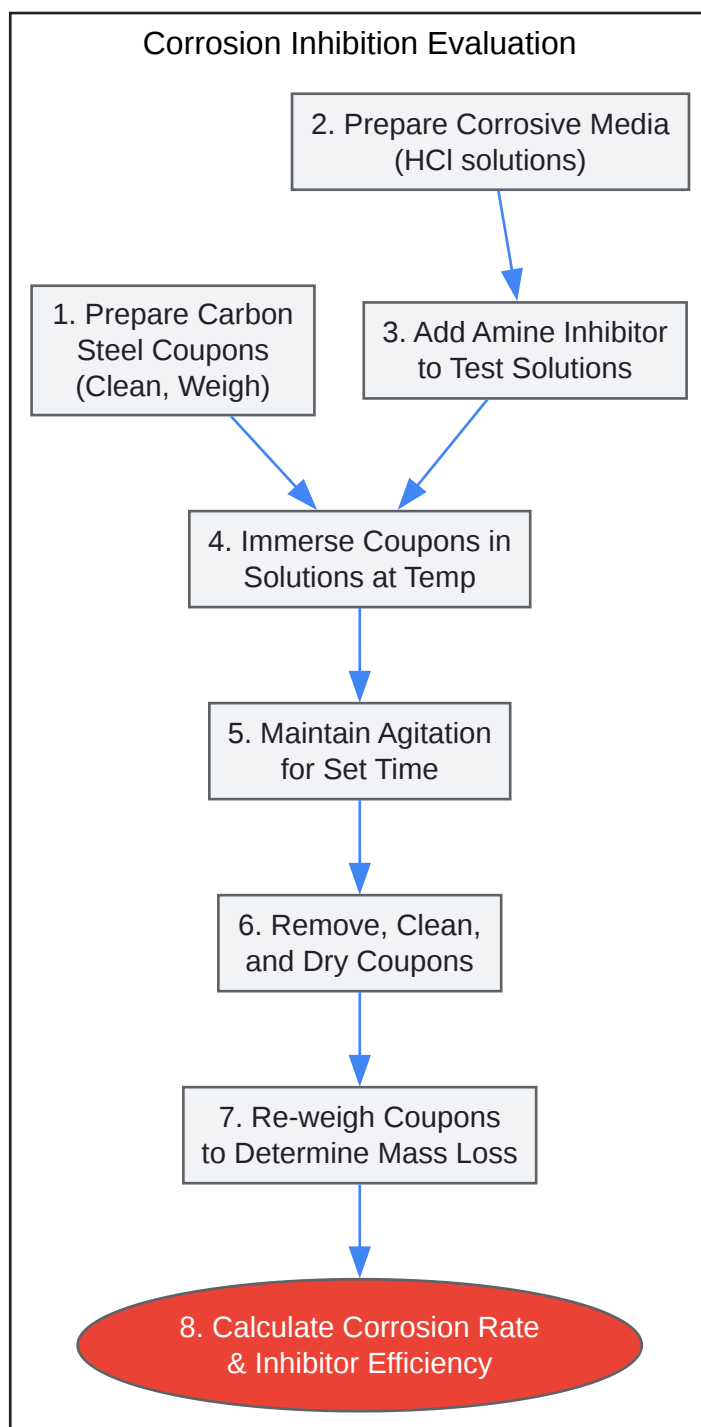 Corrosion Inhibition Evaluation
2. Prepare Corrosive Media
(HCl solutions)
1. Prepare Carbon
Steel Coupons
(Clean, Weigh)
3. Add Amine Inhibitor
to Test Solutions
4. Immerse Coupons in
Solutions at Temp
5. Maintain Agitation
for Set Time
6. Remove, Clean,
and Dry Coupons
7. Re-weigh Coupons
to Determine Mass Loss
8. Calculate Corrosion Rate
& Inhibitor Efficiency